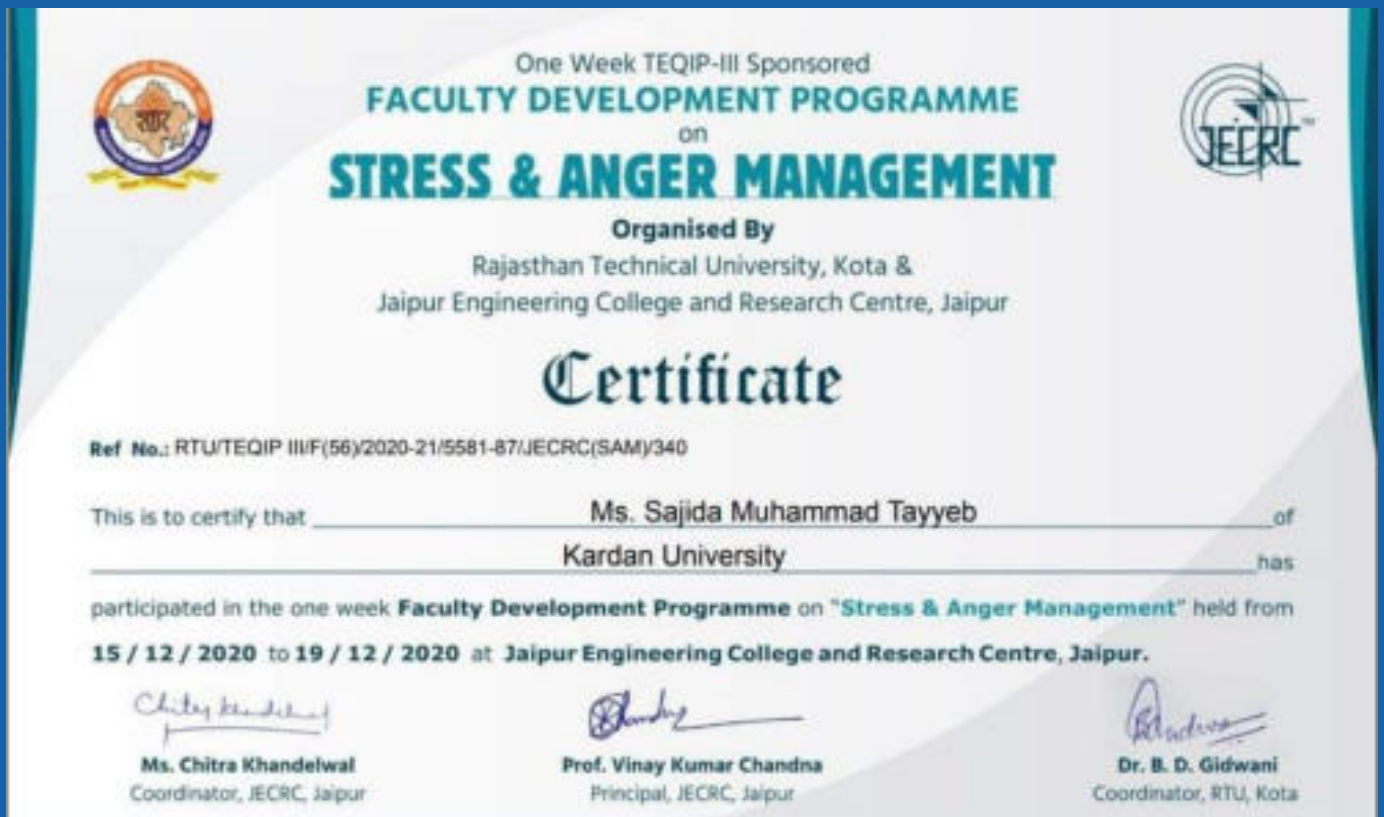 One Week TEQIP-III Sponsored
FACULTY DEVELOPMENT PROGRAMME
on
STRESS & ANGER MANAGEMENT
Organised By
Rajasthan Technical University, Kota &
Jaipur Engineering College and Research Centre, Jaipur
JECRC
Certificate
Ref No.: RTU/TEQIP III/F(56)/2020-21/5581-87/JECRC(SAM)/340
This is to certify that Ms. Sajida Muhammad Tayyeb of
Kardan University has
participated in the one week Faculty Development Programme on "Stress & Anger Management" held from
15 / 12 / 2020 to 19 / 12 / 2020 at Jaipur Engineering College and Research Centre, Jaipur.
Ms. Chitra Khandelwal
Coordinator, JECRC, Jaipur
Prof. Vinay Kumar Chandna
Principal, JECRC, Jaipur
Dr. B. D. Gidwani
Coordinator, RTU, Kota